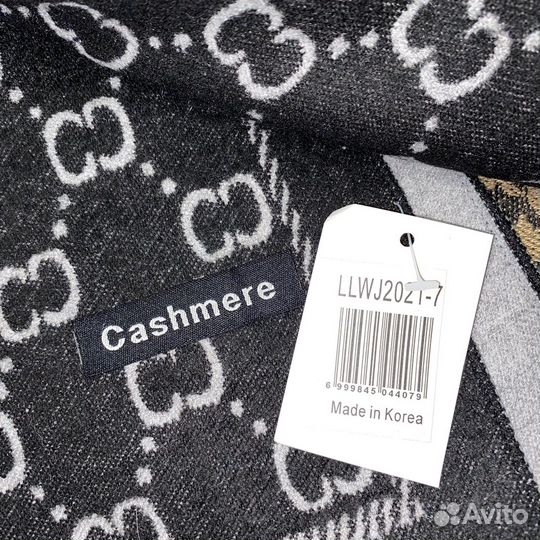 Cashmere
LLWJ2021-7
6 999845 044079
Made in Korea
Avito